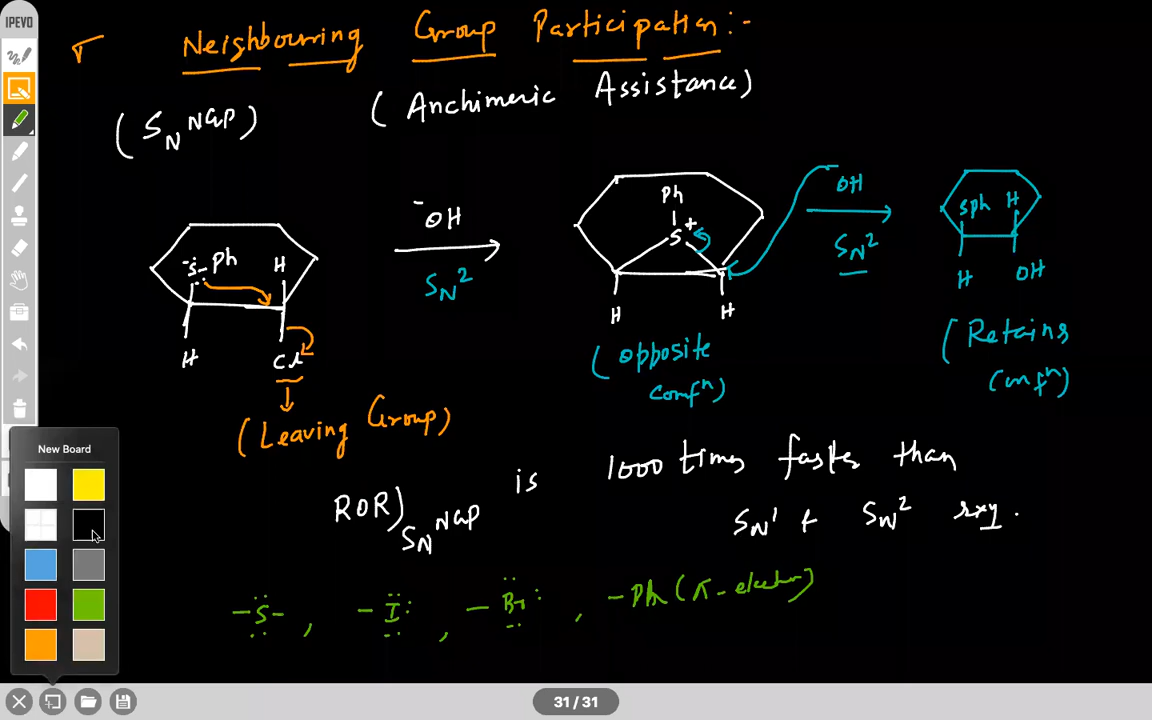 IPEVO
Neighbouring Group Participation :-
(Anchimeric Assistance)
(SN NGP)
-S- Ph H
H Cl
-OH
SN2
Ph
S+
H H
(opposite confn)
OH
SN2
sph H
H OH
(Retains confn)
(Leaving Group)
ROR)SN NGP is 1000 times faster than
SN1 + SN2 rxn.
-S-, -I:, -Br:, -Ph (π-electron)
New Board
31 / 31